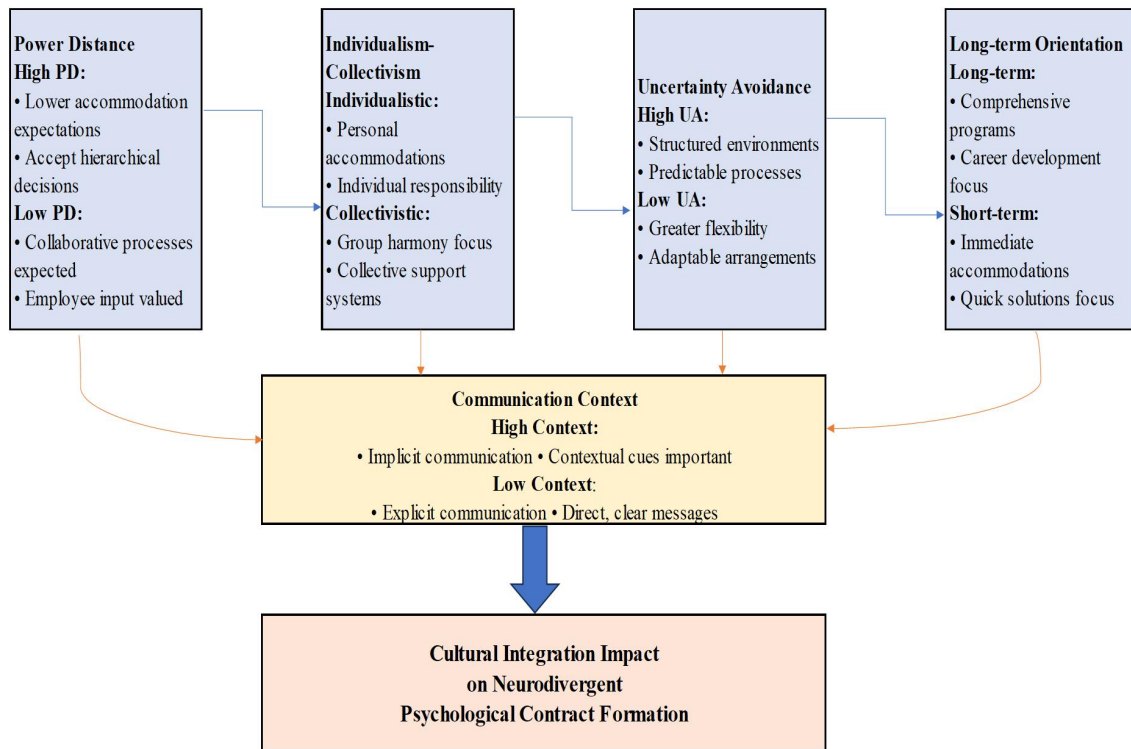 Power Distance
High PD:
• Lower accommodation
expectations
• Accept hierarchical
decisions
Low PD:
• Collaborative processes
expected
• Employee input valued
Individualism-
Collectivism
Individualistic:
• Personal
accommodations
• Individual responsibility
Collectivistic:
• Group harmony focus
• Collective support
systems
Uncertainty Avoidance
High UA:
• Structured environments
• Predictable processes
Low UA:
• Greater flexibility
• Adaptable arrangements
Long-term Orientation
Long-term:
• Comprehensive
programs
• Career development
focus
Short-term:
• Immediate
accommodations
• Quick solutions focus
Communication Context
High Context:
• Implicit communication • Contextual cues important
Low Context:
• Explicit communication • Direct, clear messages
Cultural Integration Impact
on Neurodivergent
Psychological Contract Formation